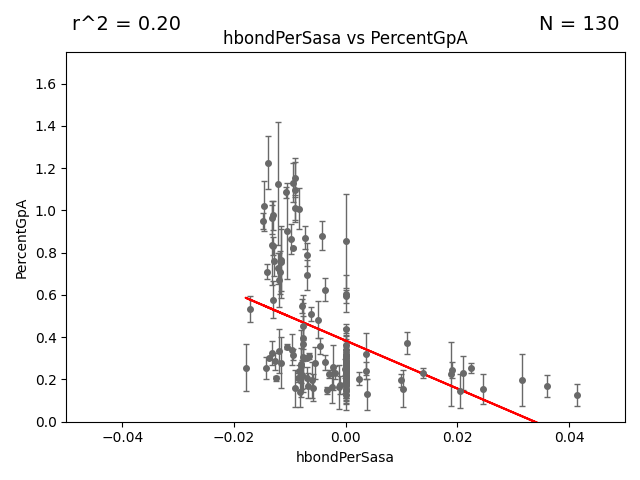 r^2 = 0.20
N = 130
hbondPerSasa vs PercentGpA
PercentGpA
1.6
1.4
1.2
1.0
0.8
0.6
0.4
0.2
0.0
−0.04 −0.02 0.00 0.02 0.04
hbondPerSasa